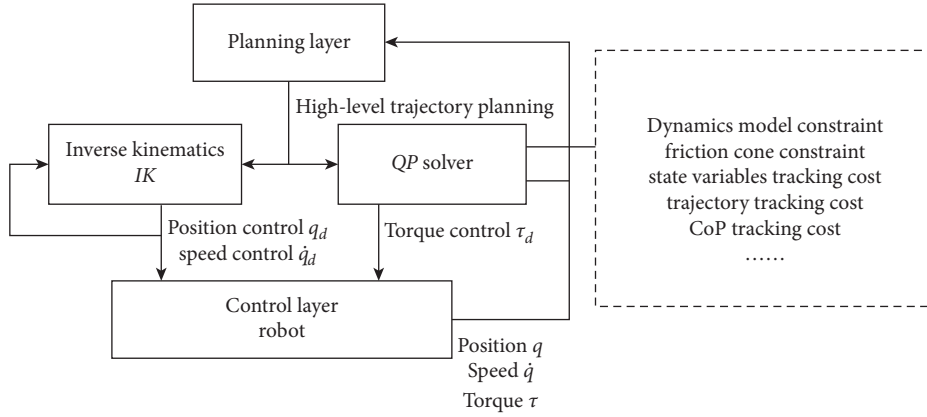 Planning layer
High-level trajectory planning
Inverse kinematics
IK
QP solver
Position control q_d
speed control q̇_d
Torque control τ_d
Control layer
robot
Position q
Speed q̇
Torque τ
Dynamics model constraint
friction cone constraint
state variables tracking cost
trajectory tracking cost
CoP tracking cost
……